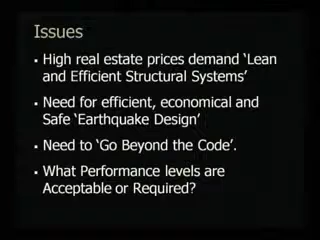 Issues
▪ High real estate prices demand ‘Lean
and Efficient Structural Systems’
▪ Need for efficient, economical and
Safe ‘Earthquake Design’
▪ Need to ‘Go Beyond the Code’.
▪ What Performance levels are
Acceptable or Required?